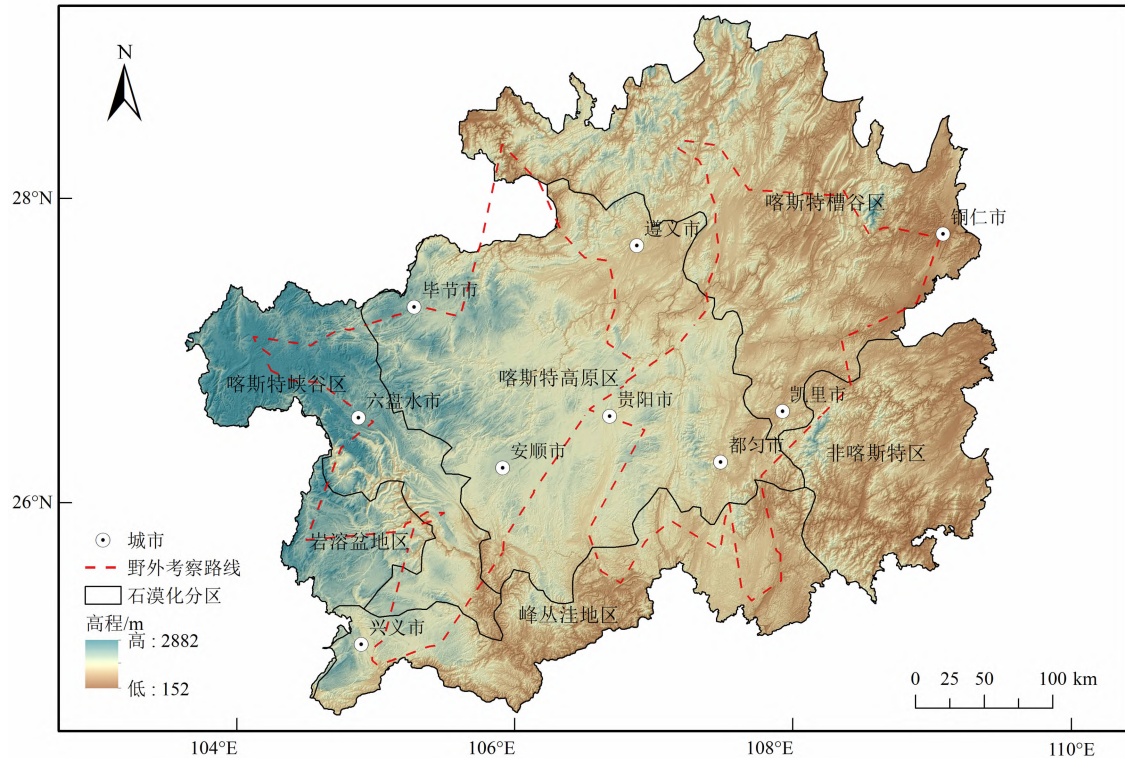 N
28°N
26°N
104°E
106°E
108°E
110°E
喀斯特槽谷区
铜仁市
遵义市
毕节市
喀斯特峡谷区
喀斯特高原区
六盘水市
贵阳市
凯里市
安顺市
都匀市
非喀斯特区
岩溶盆地区
峰丛洼地区
兴义市
城市
野外考察路线
石漠化分区
高程/m
高 : 2882
低 : 152
0 25 50 100 km